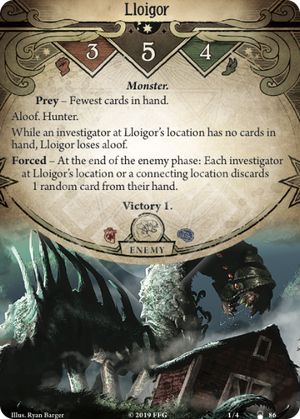 Lloigor
3 5 4
Monster.
Prey – Fewest cards in hand.
Aloof. Hunter.
While an investigator at Lloigor's location has no cards in
hand, Lloigor loses aloof.
Forced – At the end of the enemy phase: Each investigator
at Lloigor's location or a connecting location discards
1 random card from their hand.
Victory 1.
ENEMY
Illus. Ryan Barger © 2019 FFG 1/4 86